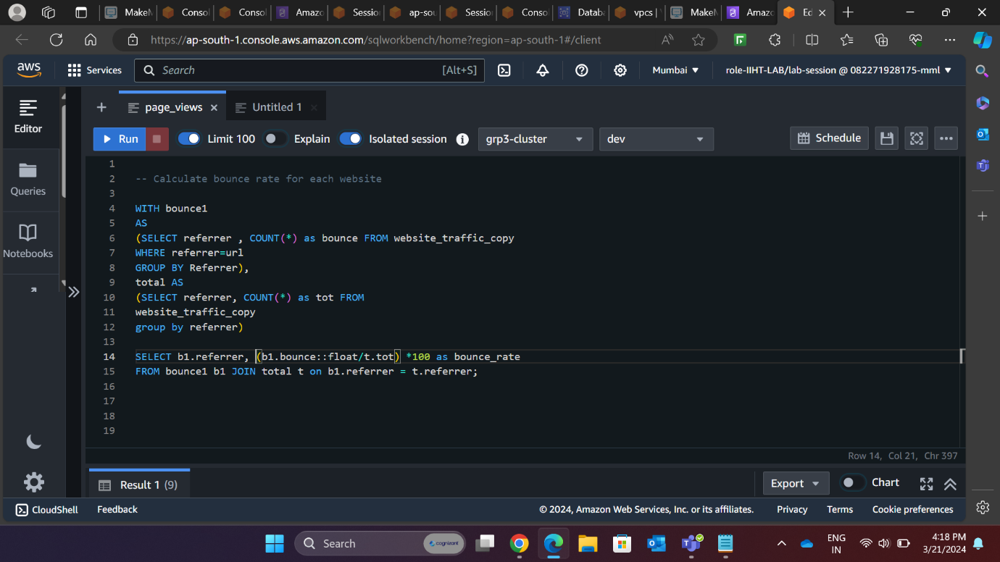 MakeM
Consol
Consol
Amazo
Session
ap-sou
Session
Consol
Databa
vpcs |
MakeM
Amazo
Ed
https://ap-south-1.console.aws.amazon.com/sqlworkbench/home?region=ap-south-1#/client
aws
Services
Search
[Alt+S]
Mumbai
role-IIHT-LAB/lab-session @ 082271928175-mml
Editor
Queries
Notebooks
page_views
Untitled 1
Run
Limit 100
Explain
Isolated session
grp3-cluster
dev
Schedule
1
2 -- Calculate bounce rate for each website
3
4 WITH bounce1
5 AS
6 (SELECT referrer , COUNT(*) as bounce FROM website_traffic_copy
7 WHERE referrer=url
8 GROUP BY Referrer),
9 total AS
10 (SELECT referrer, COUNT(*) as tot FROM
11 website_traffic_copy
12 group by referrer)
13
14 SELECT b1.referrer, (b1.bounce::float/t.tot) *100 as bounce_rate
15 FROM bounce1 b1 JOIN total t on b1.referrer = t.referrer;
16
17
18
19
Row 14, Col 21, Chr 397
Result 1 (9)
Export
Chart
CloudShell
Feedback
© 2024, Amazon Web Services, Inc. or its affiliates.
Privacy
Terms
Cookie preferences
Search
cognizant
ENG
IN
4:18 PM
3/21/2024